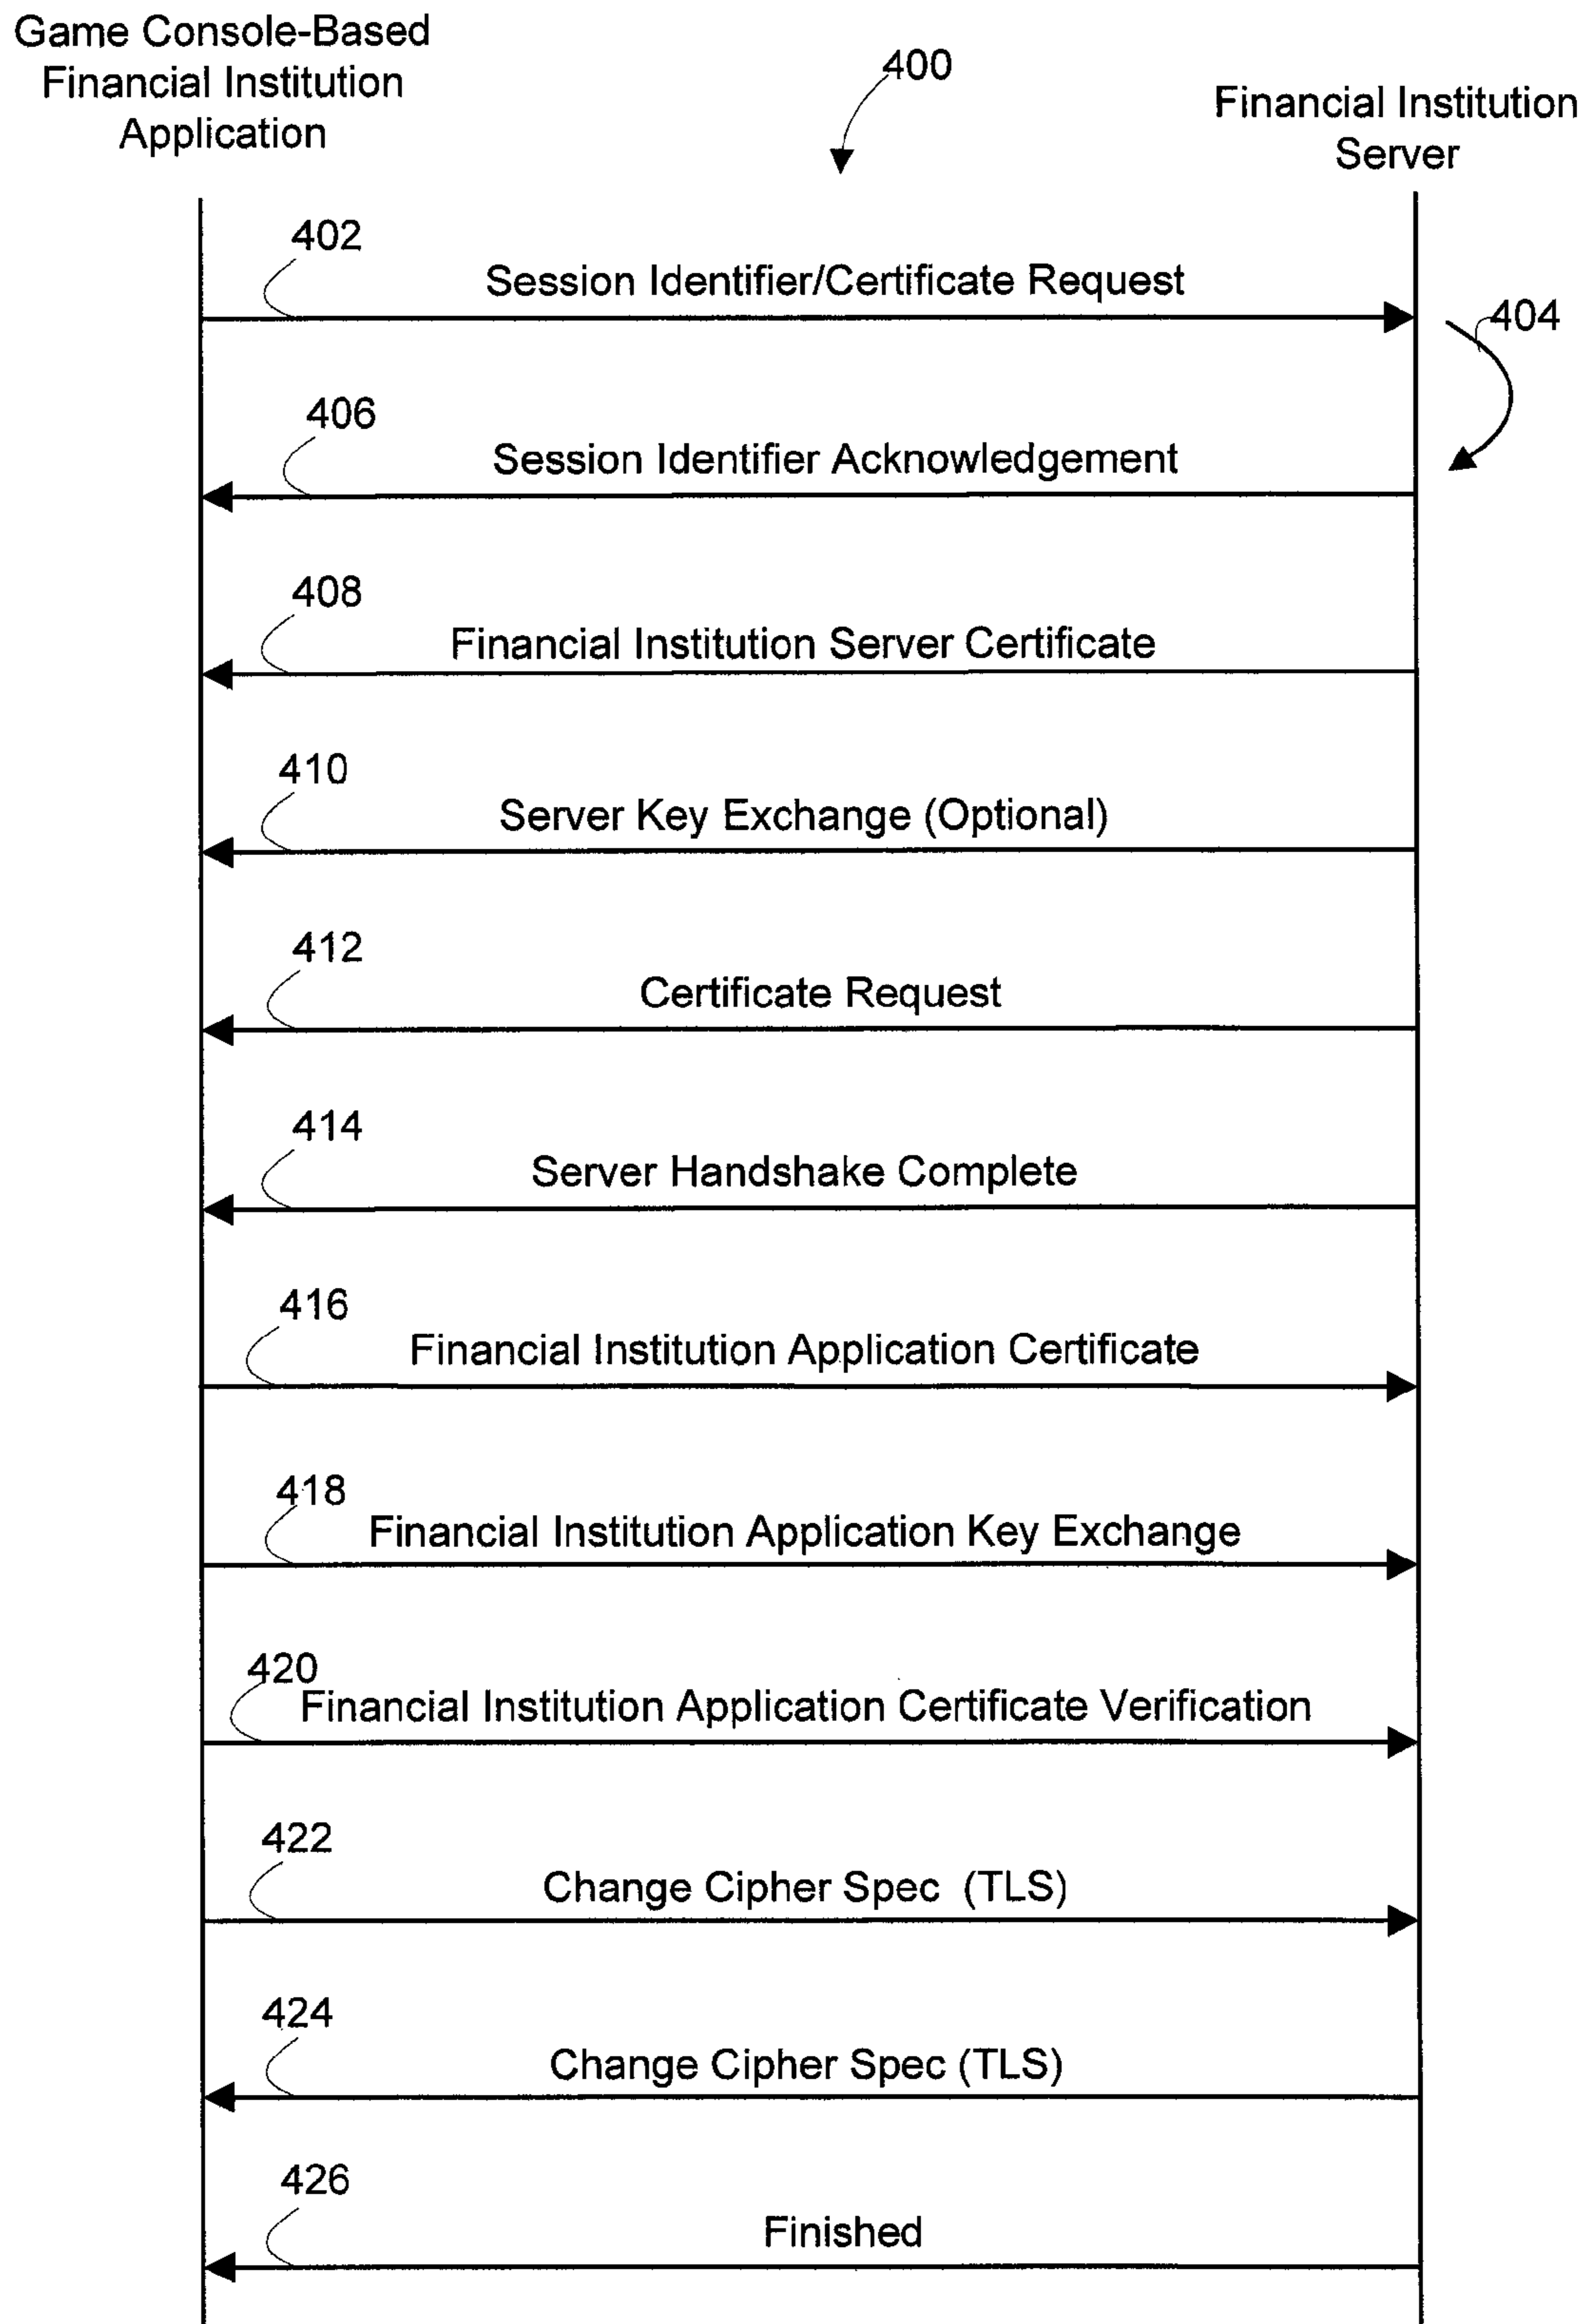 Game Console-Based
Financial Institution
Application
400
Financial Institution
Server
402
Session Identifier/Certificate Request
404
406
Session Identifier Acknowledgement
408
Financial Institution Server Certificate
410
Server Key Exchange (Optional)
412
Certificate Request
414
Server Handshake Complete
416
Financial Institution Application Certificate
418
Financial Institution Application Key Exchange
420
Financial Institution Application Certificate Verification
422
Change Cipher Spec (TLS)
424
Change Cipher Spec (TLS)
426
Finished